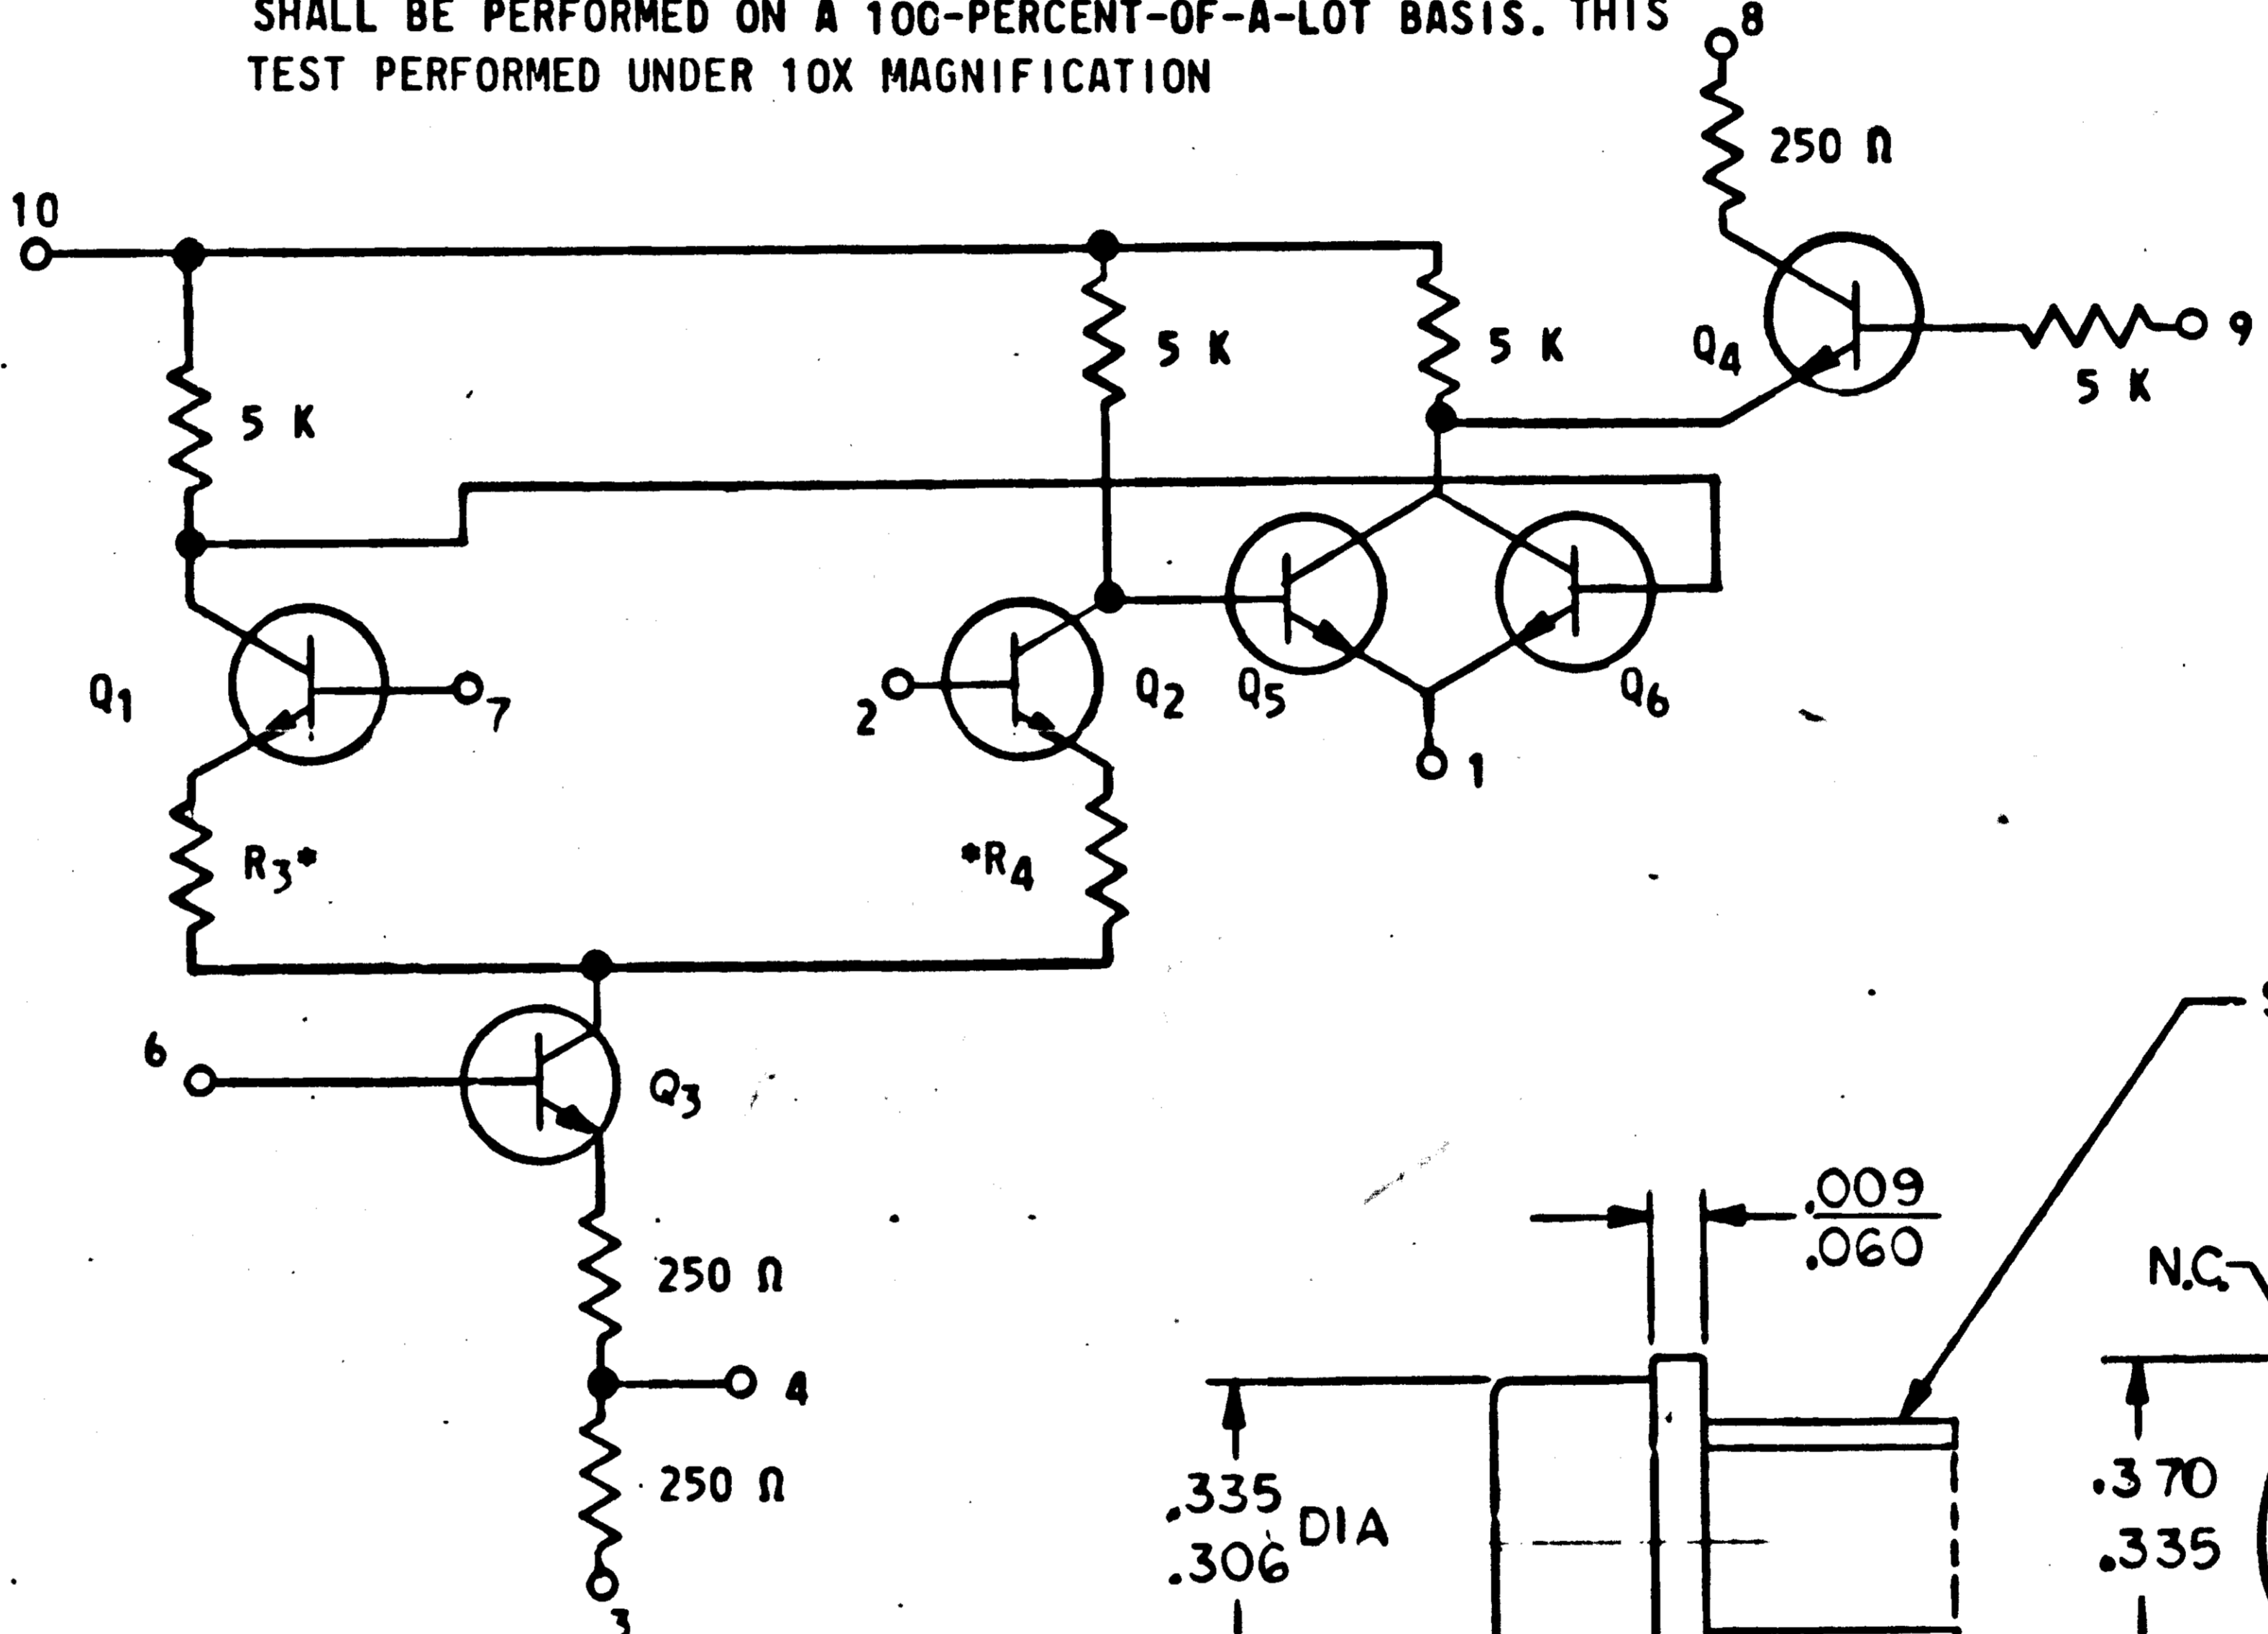 SHALL BE PERFORMED ON A 100-PERCENT-OF-A-LOT BASIS. THIS
TEST PERFORMED UNDER 10X MAGNIFICATION
8
250 Ω
10
5 K
5 K
5 K
Q4
9
5 K
Q1
7
2
Q2
Q5
Q6
1
R3*
*R4
6
Q3
250 Ω
4
250 Ω
3
.009
.060
N.C.
.335
.306
DIA
.370
.335